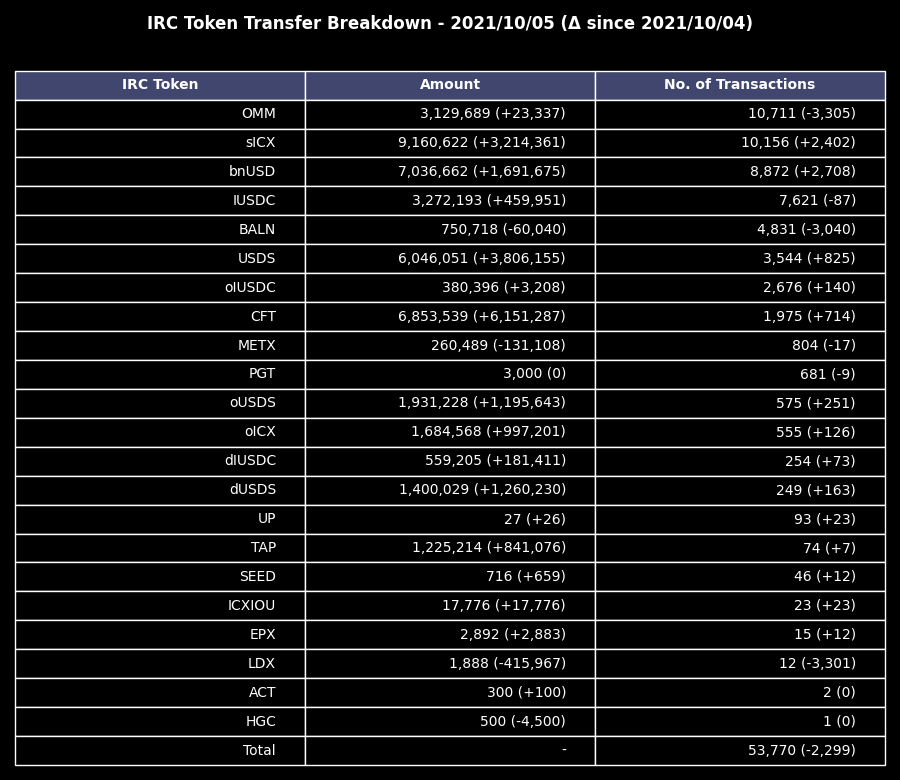 IRC Token Transfer Breakdown - 2021/10/05 (Δ since 2021/10/04)
IRC Token Amount No. of Transactions
OMM 3,129,689 (+23,337) 10,711 (-3,305)
sICX 9,160,622 (+3,214,361) 10,156 (+2,402)
bnUSD 7,036,662 (+1,691,675) 8,872 (+2,708)
IUSDC 3,272,193 (+459,951) 7,621 (-87)
BALN 750,718 (-60,040) 4,831 (-3,040)
USDS 6,046,051 (+3,806,155) 3,544 (+825)
oIUSDC 380,396 (+3,208) 2,676 (+140)
CFT 6,853,539 (+6,151,287) 1,975 (+714)
METX 260,489 (-131,108) 804 (-17)
PGT 3,000 (0) 681 (-9)
oUSDS 1,931,228 (+1,195,643) 575 (+251)
oICX 1,684,568 (+997,201) 555 (+126)
dIUSDC 559,205 (+181,411) 254 (+73)
dUSDS 1,400,029 (+1,260,230) 249 (+163)
UP 27 (+26) 93 (+23)
TAP 1,225,214 (+841,076) 74 (+7)
SEED 716 (+659) 46 (+12)
ICXIOU 17,776 (+17,776) 23 (+23)
EPX 2,892 (+2,883) 15 (+12)
LDX 1,888 (-415,967) 12 (-3,301)
ACT 300 (+100) 2 (0)
HGC 500 (-4,500) 1 (0)
Total - 53,770 (-2,299)